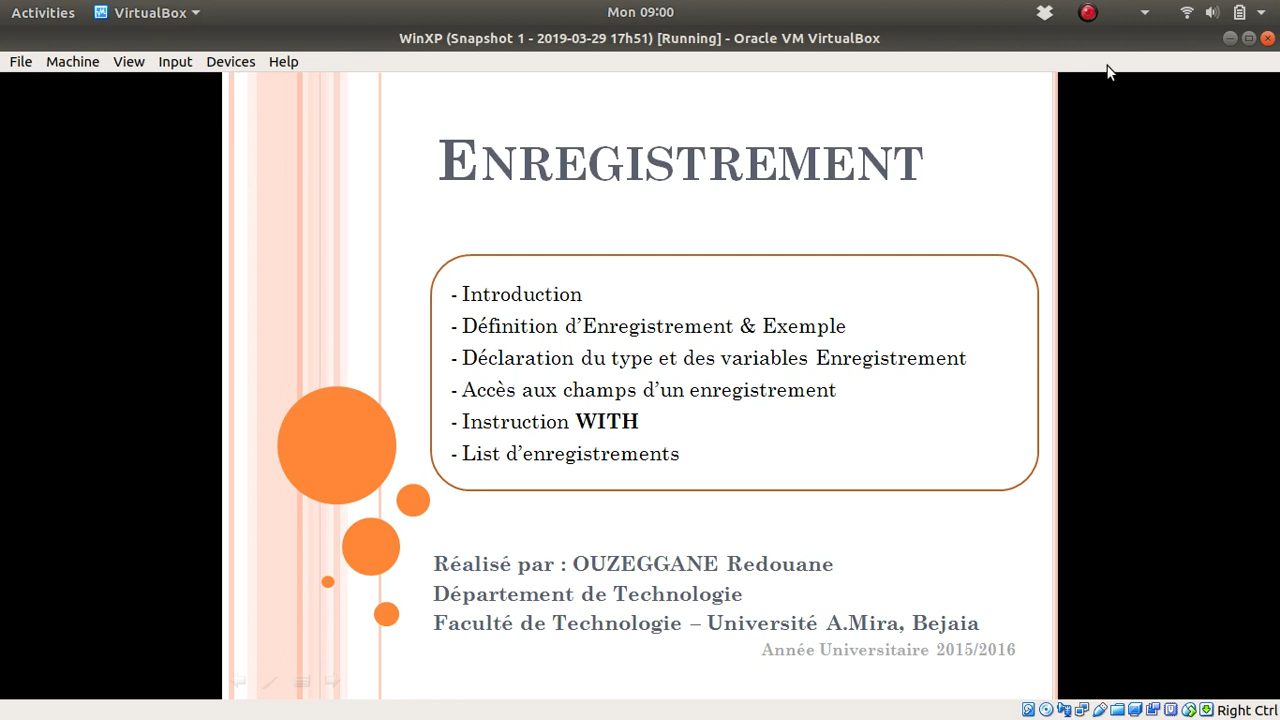 Activities VirtualBox Mon 09:00
WinXP (Snapshot 1 - 2019-03-29 17h51) [Running] - Oracle VM VirtualBox
File Machine View Input Devices Help
ENREGISTREMENT
- Introduction
- Définition d’Enregistrement & Exemple
- Déclaration du type et des variables Enregistrement
- Accès aux champs d’un enregistrement
- Instruction WITH
- List d’enregistrements
Réalisé par : OUZEGGANE Redouane
Département de Technologie
Faculté de Technologie – Université A.Mira, Bejaia
Année Universitaire 2015/2016
Right Ctrl